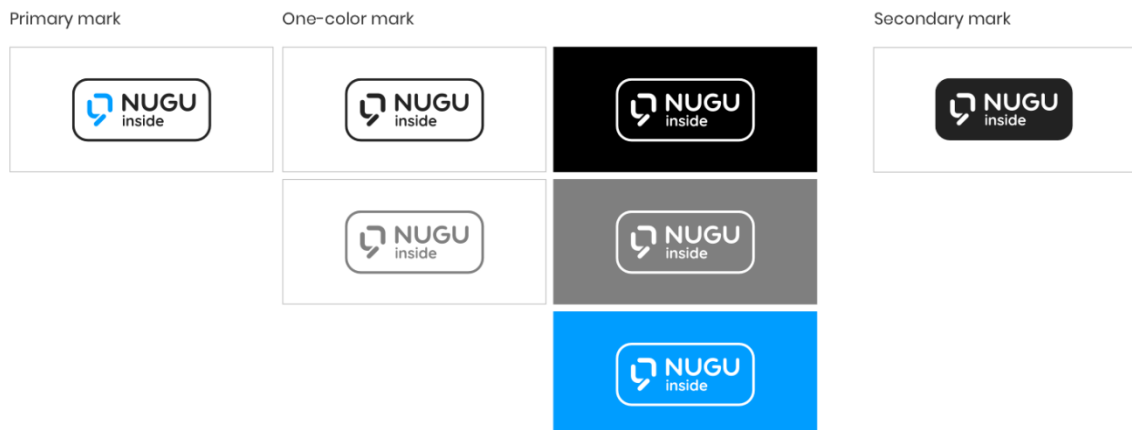 Primary mark
One-color mark
Secondary mark
NUGU
inside
NUGU
inside
NUGU
inside
NUGU
inside
NUGU
inside
NUGU
inside
NUGU
inside